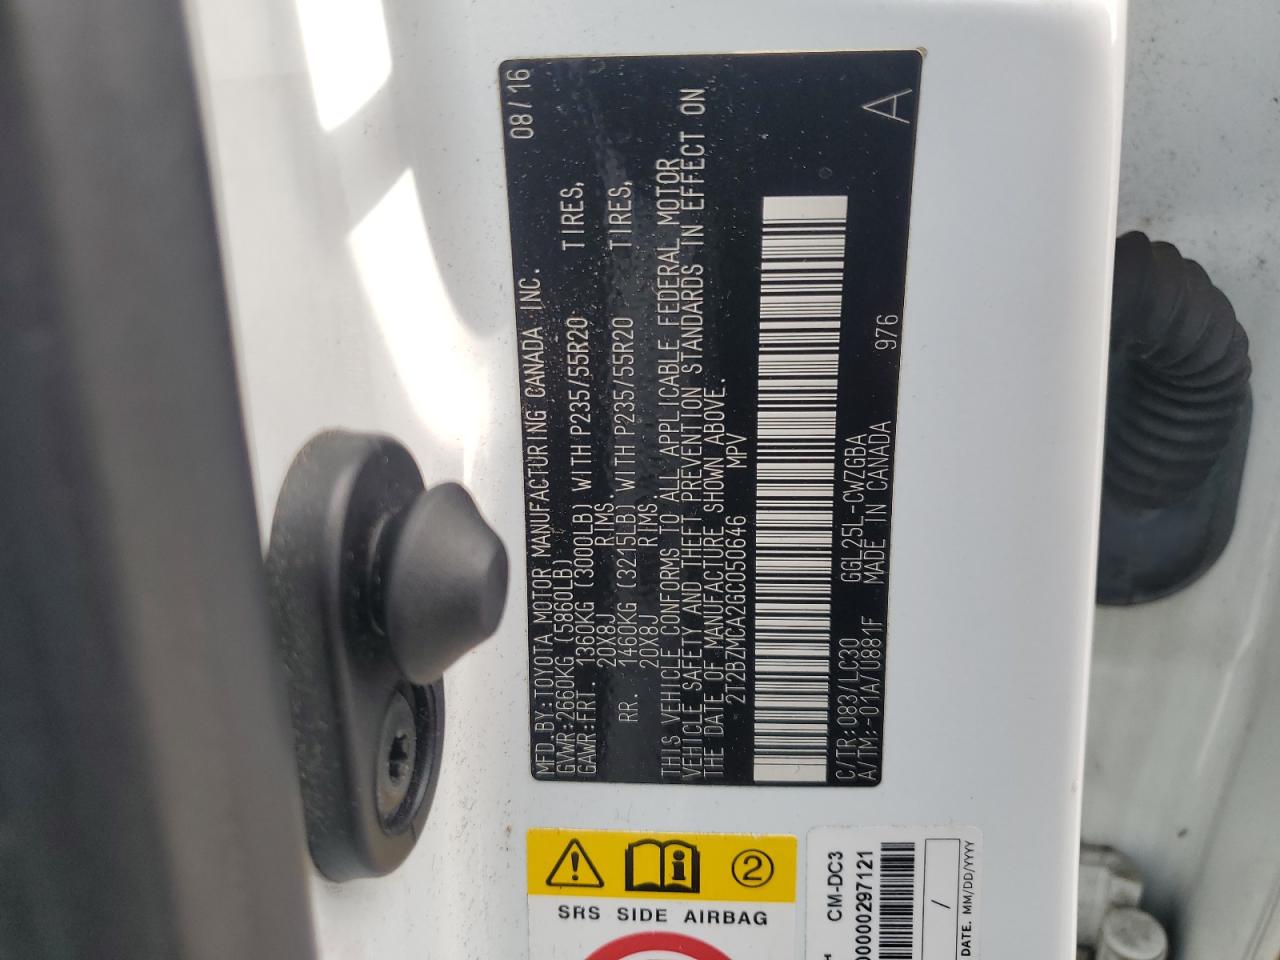 08/16
MFD.BY:TOYOTA MOTOR MANUFACTURING CANADA INC.
GVWR:2660KG (5860LB)
GAWR:FRT. 1360KG (3000LB) WITH P235/55R20 TIRES,
20X8J RIMS.
RR. 1460KG (3215LB) WITH P235/55R20 TIRES,
20X8J RIMS.
THIS VEHICLE CONFORMS TO ALL APPLICABLE FEDERAL MOTOR
VEHICLE SAFETY AND THEFT PREVENTION STANDARDS IN EFFECT ON
THE DATE OF MANUFACTURE SHOWN ABOVE.
2T2BZMCA2GC050646 MPV
C/TR:083/LC30 GGL25L-CWZGBA 976
A/TM:-01A/U881F MADE IN CANADA
A
2
SRS SIDE AIRBAG
CM-DC3
00000297121
/
DATE. MM/DD/YYYY